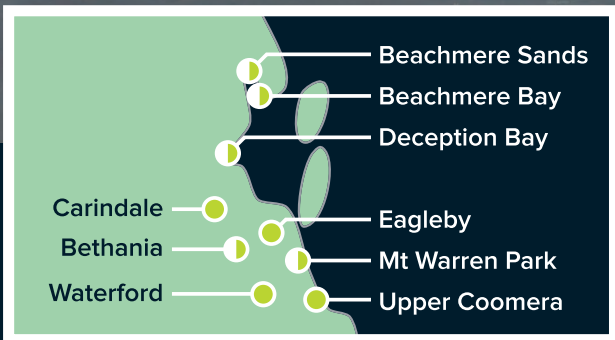 Beachmere Sands
Beachmere Bay
Deception Bay
Carindale
Eagleby
Bethania
Mt Warren Park
Waterford
Upper Coomera